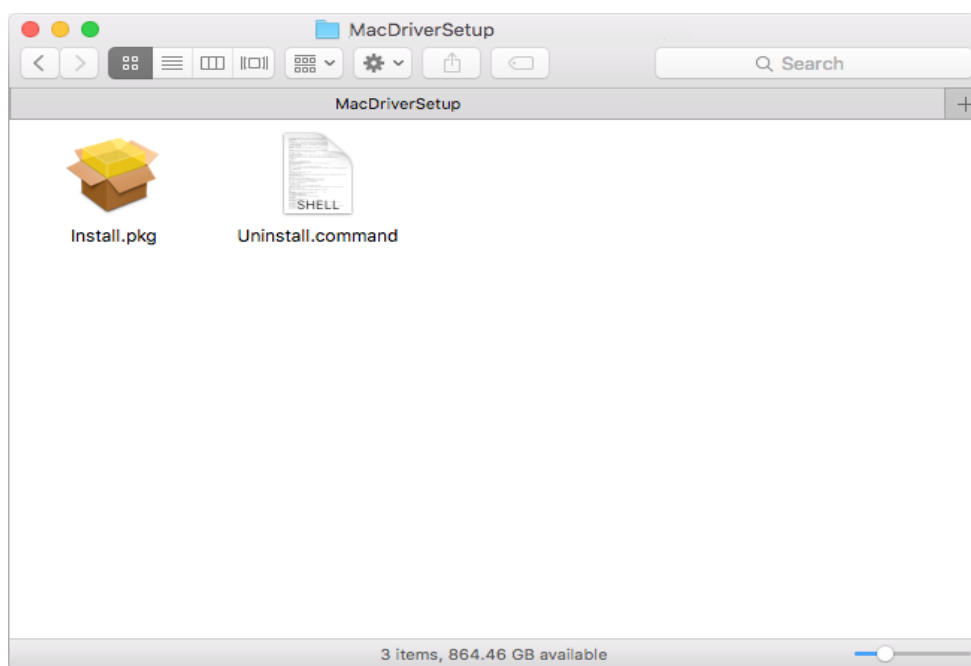 MacDriverSetup
Search
MacDriverSetup
SHELL
Install.pkg
Uninstall.command
3 items, 864.46 GB available